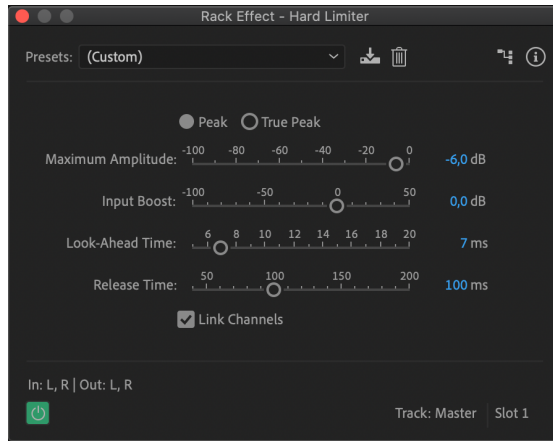 Rack Effect - Hard Limiter
Presets: (Custom)
Peak True Peak
-100 -80 -60 -40 -20 0
Maximum Amplitude: -6,0 dB
-100 -50 0 50
Input Boost: 0,0 dB
6 8 10 12 14 16 18 20
Look-Ahead Time: 7 ms
50 100 150 200
Release Time: 100 ms
Link Channels
In: L, R | Out: L, R
Track: Master Slot 1